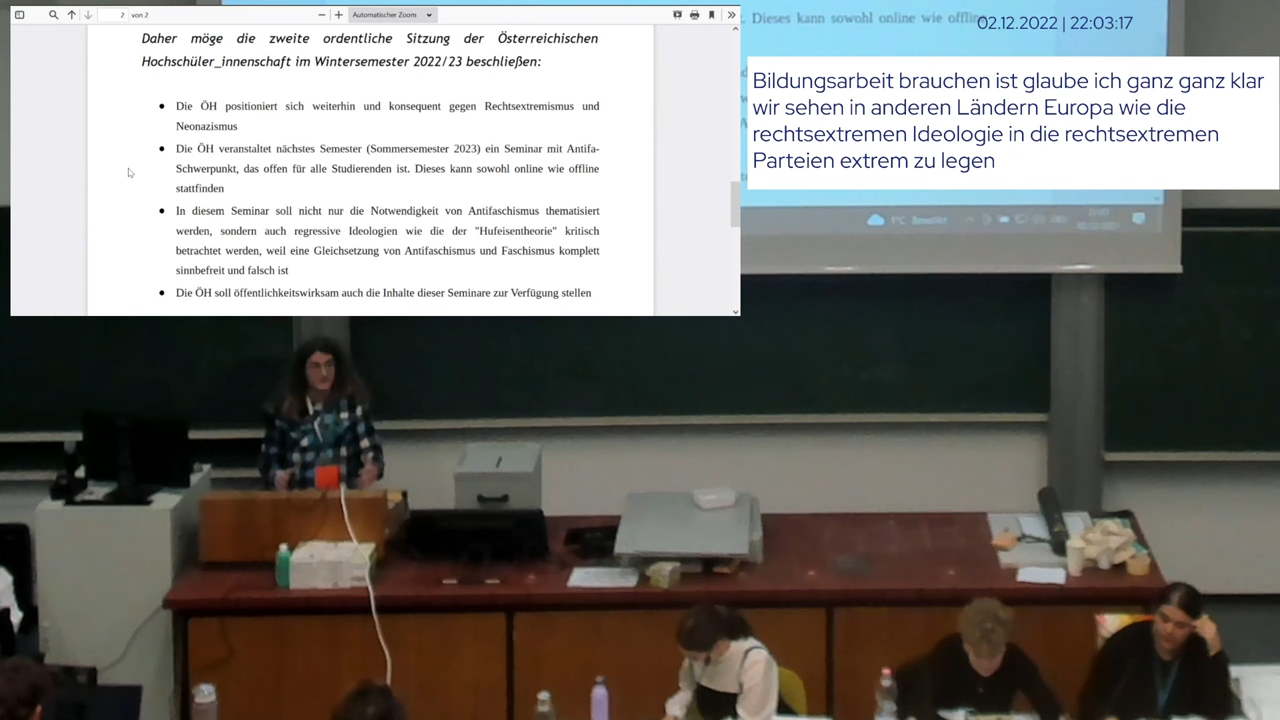 2 von 2
Automatischer Zoom
Daher möge die zweite ordentliche Sitzung der Österreichischen
Hochschüler_innenschaft im Wintersemester 2022/23 beschließen:
● Die ÖH positioniert sich weiterhin und konsequent gegen Rechtsextremismus und
Neonazismus
● Die ÖH veranstaltet nächstes Semester (Sommersemester 2023) ein Seminar mit Antifa-
Schwerpunkt, das offen für alle Studierenden ist. Dieses kann sowohl online wie offline
stattfinden
● In diesem Seminar soll nicht nur die Notwendigkeit von Antifaschismus thematisiert
werden, sondern auch regressive Ideologien wie die der "Hufeisentheorie" kritisch
betrachtet werden, weil eine Gleichsetzung von Antifaschismus und Faschismus komplett
sinnbefreit und falsch ist
● Die ÖH soll öffentlichkeitswirksam auch die Inhalte dieser Seminare zur Verfügung stellen
. Dieses kann sowohl online wie offline
02.12.2022 | 22:03:17
Bildungsarbeit brauchen ist glaube ich ganz ganz klar
wir sehen in anderen Ländern Europa wie die
rechtsextremen Ideologie in die rechtsextremen
Parteien extrem zu legen
1°C